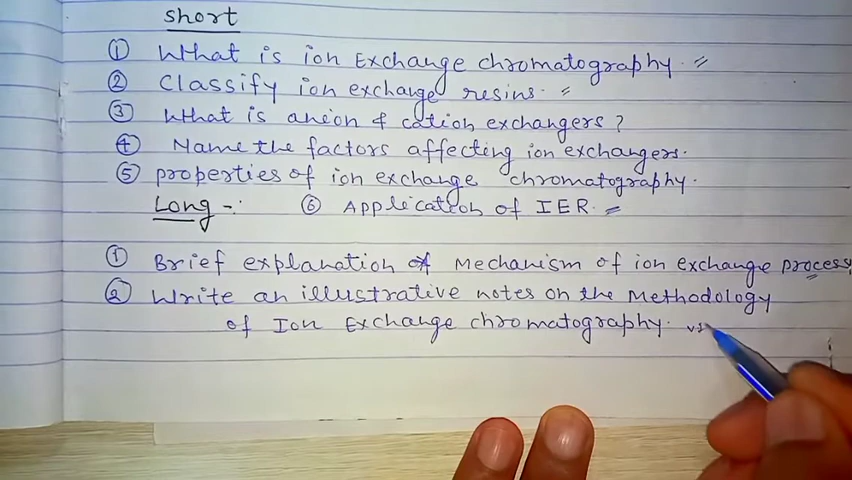 short
① What is ion Exchange chromatography.
② Classify ion exchange resins.
③ What is anion & cation exchangers?
④ Name the factors affecting ion exchangers.
⑤ properties of ion exchange chromatography.
Long -: ⑥ Application of IER.
① Brief explanation of Mechanism of ion exchange process
② Write an illustrative notes on the Methodology
of Ion Exchange chromatography.